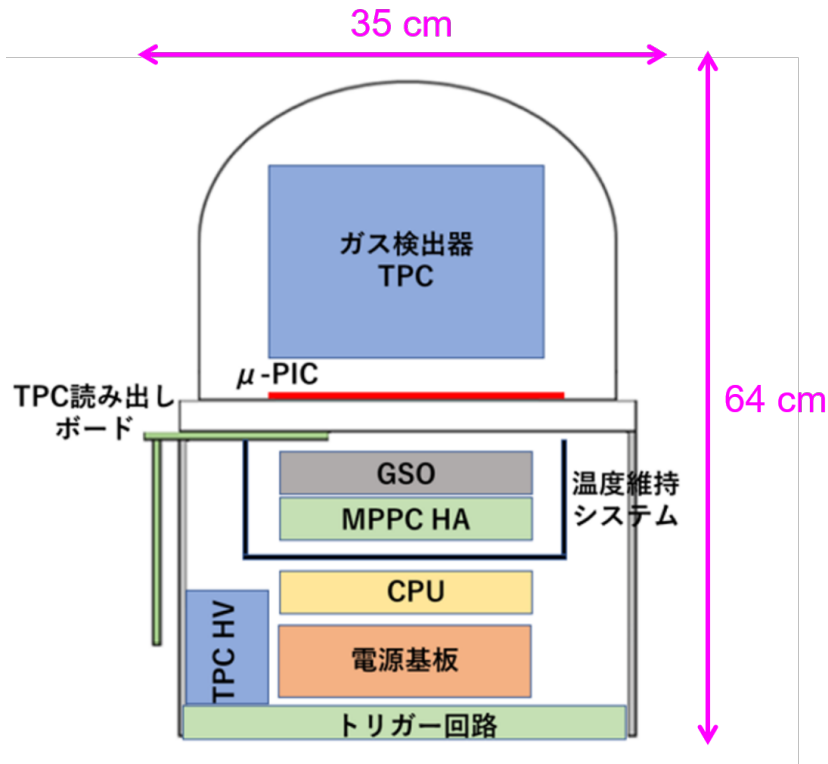 35 cm
ガス検出器
TPC
μ-PIC
TPC読み出し
ボード
64 cm
GSO
MPPC HA
温度維持
システム
CPU
TPC HV
電源基板
トリガー回路